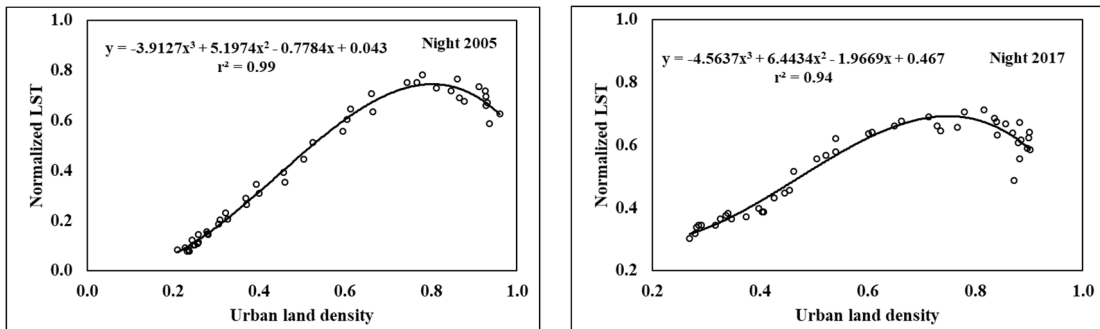 y = -3.9127x³ + 5.1974x² - 0.7784x + 0.043
r² = 0.99
Night 2005
Normalized LST
1.0
0.8
0.6
0.4
0.2
0.0
0.0 0.2 0.4 0.6 0.8 1.0
Urban land density
y = -4.5637x³ + 6.4434x² - 1.9669x + 0.467
r² = 0.94
Night 2017
Normalized LST
1.0
0.8
0.6
0.4
0.2
0.2 0.4 0.6 0.8 1.0
Urban land density